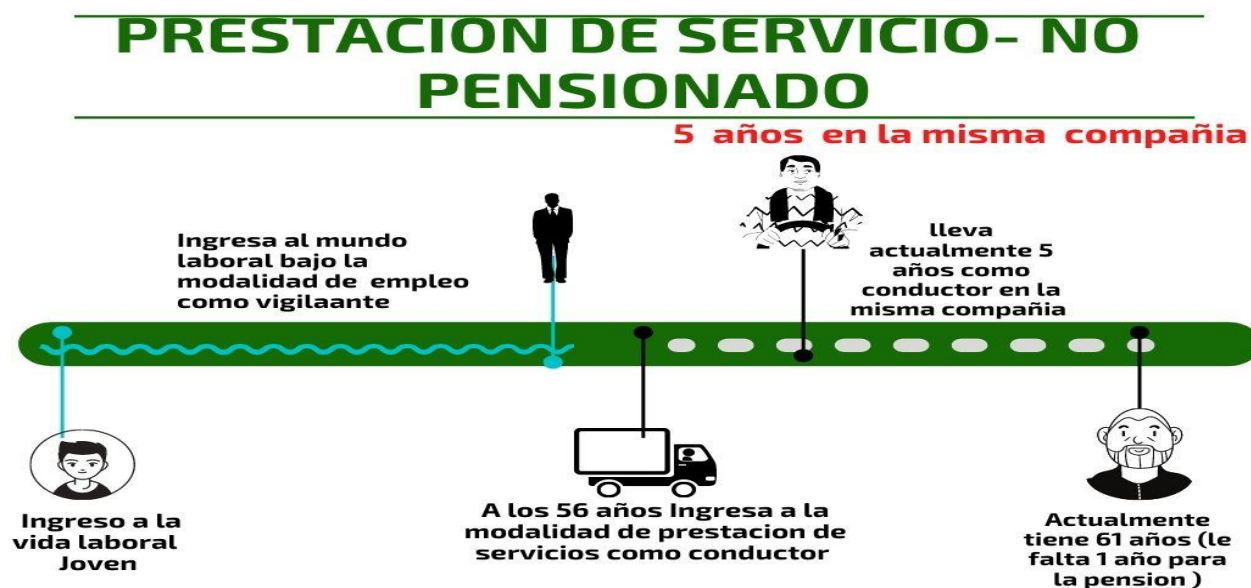 PRESTACION DE SERVICIO- NO
PENSIONADO
5 años en la misma compañia
Ingresa al mundo
laboral bajo la
modalidad de empleo
como vigilaante
lleva
actualmente 5
años como
conductor en la
misma compañia
Ingreso a la
vida laboral
Joven
A los 56 años Ingresa a la
modalidad de prestacion de
servicios como conductor
Actualmente
tiene 61 años (le
falta 1 año para
la pension )